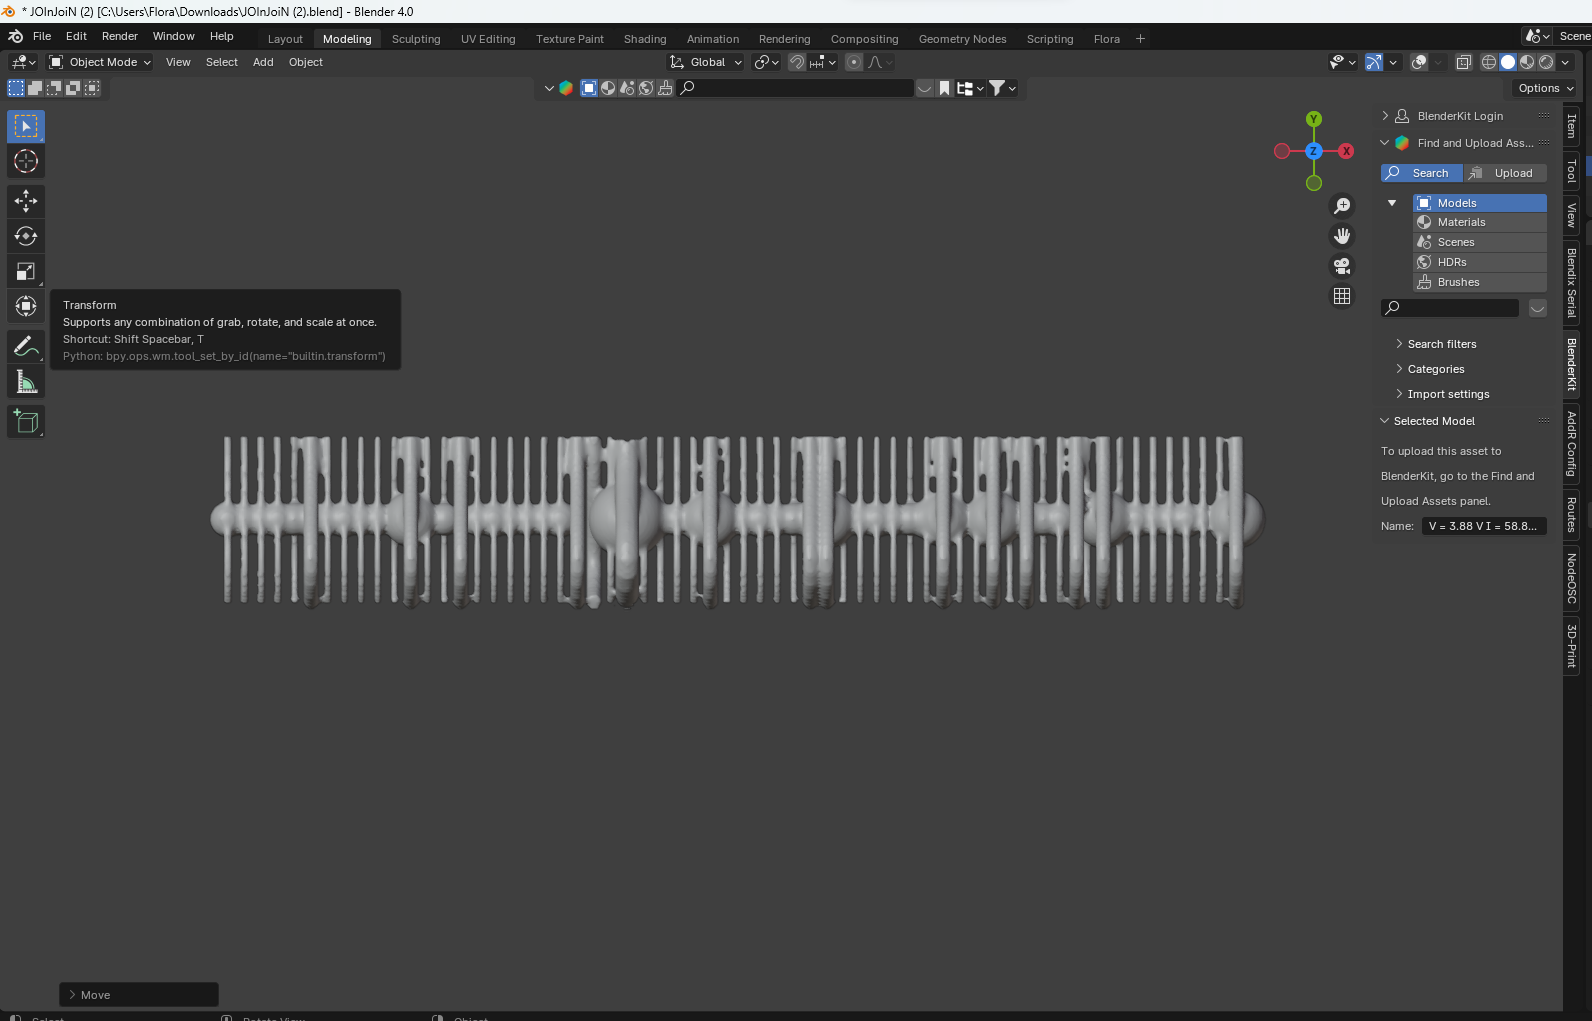 * JOInJoiN (2) [C:\Users\Flora\Downloads\JOInJoiN (2).blend] - Blender 4.0
File Edit Render Window Help Layout Modeling Sculpting UV Editing Texture Paint Shading Animation Rendering Compositing Geometry Nodes Scripting Flora + Scene
Object Mode View Select Add Object Global
Options
Y
Z
X
BlenderKit Login
Find and Upload Ass...
Search Upload
Models
Materials
Scenes
HDRs
Brushes
Search filters
Categories
Import settings
Selected Model
To upload this asset to
BlenderKit, go to the Find and
Upload Assets panel.
Name: V = 3.88 V I = 58.8...
Item
Tool
View
Blendix Serial
BlenderKit
AddR Config
Routes
NodeOSC
3D-Print
Transform
Supports any combination of grab, rotate, and scale at once.
Shortcut: Shift Spacebar, T
Python: bpy.ops.wm.tool_set_by_id(name="builtin.transform")
Move
Select Rotate View Object